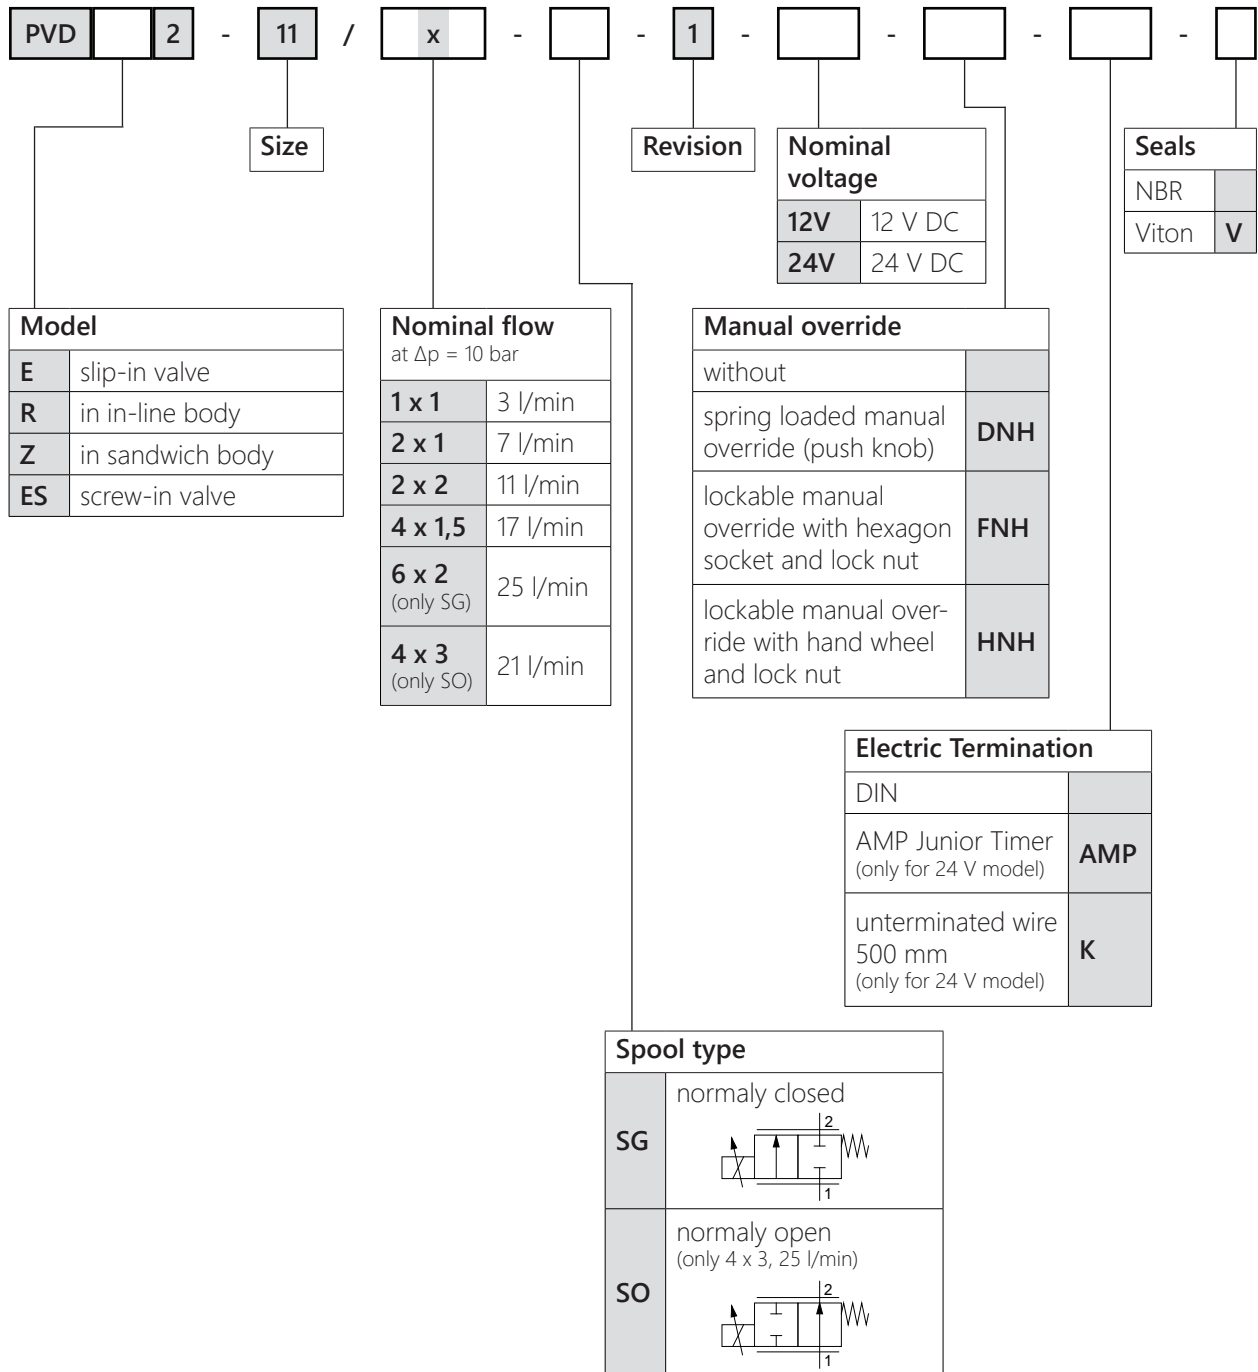 PVD 2 - 11 / x - - 1 - - - -
Size
Revision
Nominal
voltage
12V 12 V DC
24V 24 V DC
Seals
NBR
Viton V
Model
E slip-in valve
R in in-line body
Z in sandwich body
ES screw-in valve
Nominal flow
at Δp = 10 bar
1 x 1 3 l/min
2 x 1 7 l/min
2 x 2 11 l/min
4 x 1,5 17 l/min
6 x 2
(only SG) 25 l/min
4 x 3
(only SO) 21 l/min
Manual override
without
spring loaded manual
override (push knob) DNH
lockable manual
override with hexagon
socket and lock nut FNH
lockable manual over-
ride with hand wheel
and lock nut HNH
Electric Termination
DIN
AMP Junior Timer
(only for 24 V model) AMP
unterminated wire
500 mm
(only for 24 V model) K
Spool type
SG normaly closed
2
1
SO normaly open
(only 4 x 3, 25 l/min)
2
1